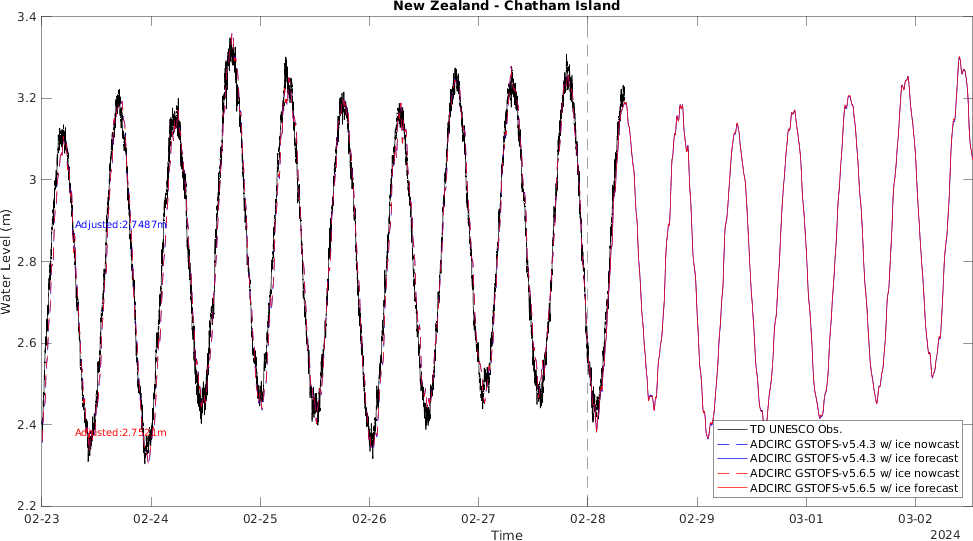 New Zealand - Chatham Island
3.4
3.2
3
2.8
2.6
2.4
2.2
Water Level (m)
Adjusted:2.7487m
Adjusted:2.7521m
TD UNESCO Obs.
ADCIRC GSTOFS-v5.4.3 w/ ice nowcast
ADCIRC GSTOFS-v5.4.3 w/ ice forecast
ADCIRC GSTOFS-v5.6.5 w/ ice nowcast
ADCIRC GSTOFS-v5.6.5 w/ ice forecast
02-23 02-24 02-25 02-26 02-27 02-28 02-29 03-01 03-02
Time
2024